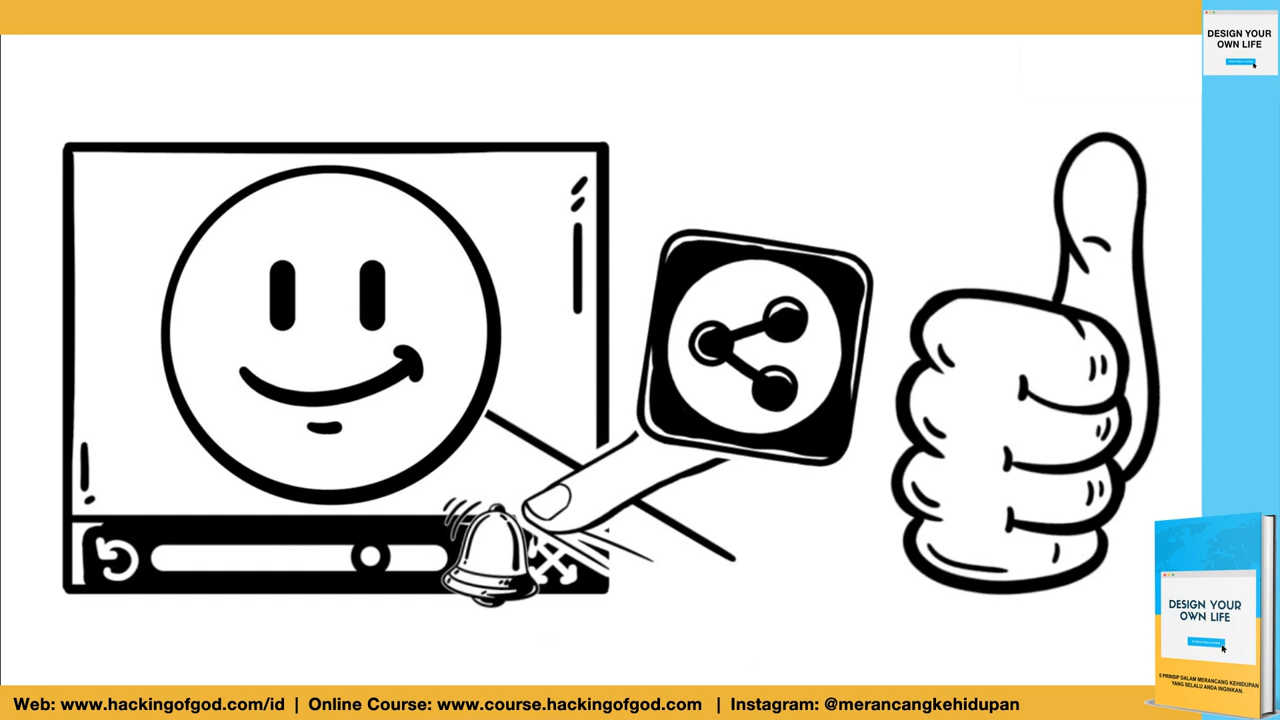 DESIGN YOUR
OWN LIFE
DESIGN YOUR
OWN LIFE
PRINSIP DALAM MERANCANG KEHIDUPAN
YANG SELALU ANDA INGINKAN.
Web: www.hackingofgod.com/id | Online Course: www.course.hackingofgod.com | Instagram: @merancangkehidupan